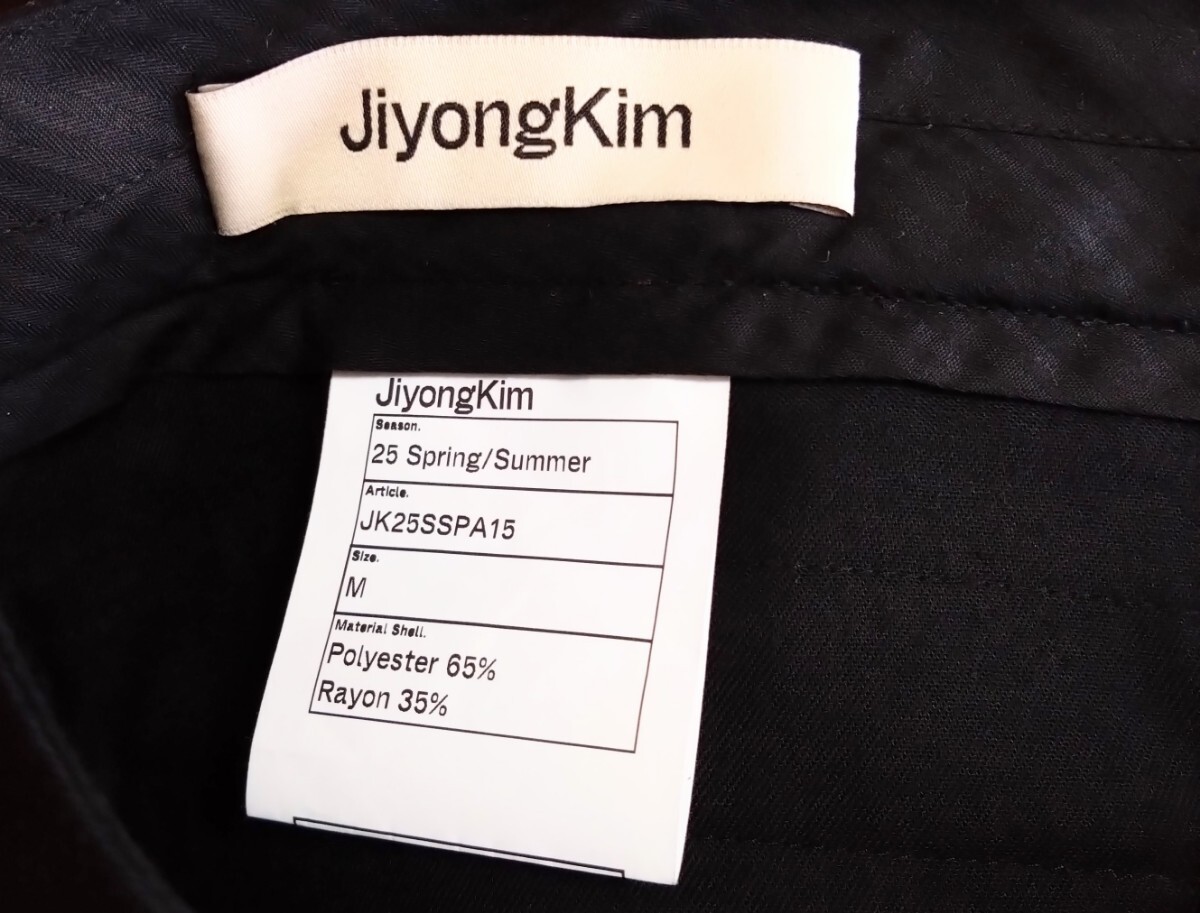 JiyongKim
JiyongKim
Season.
25 Spring/Summer
Article.
JK25SSPA15
Size.
M
Material Shell.
Polyester 65%
Rayon 35%